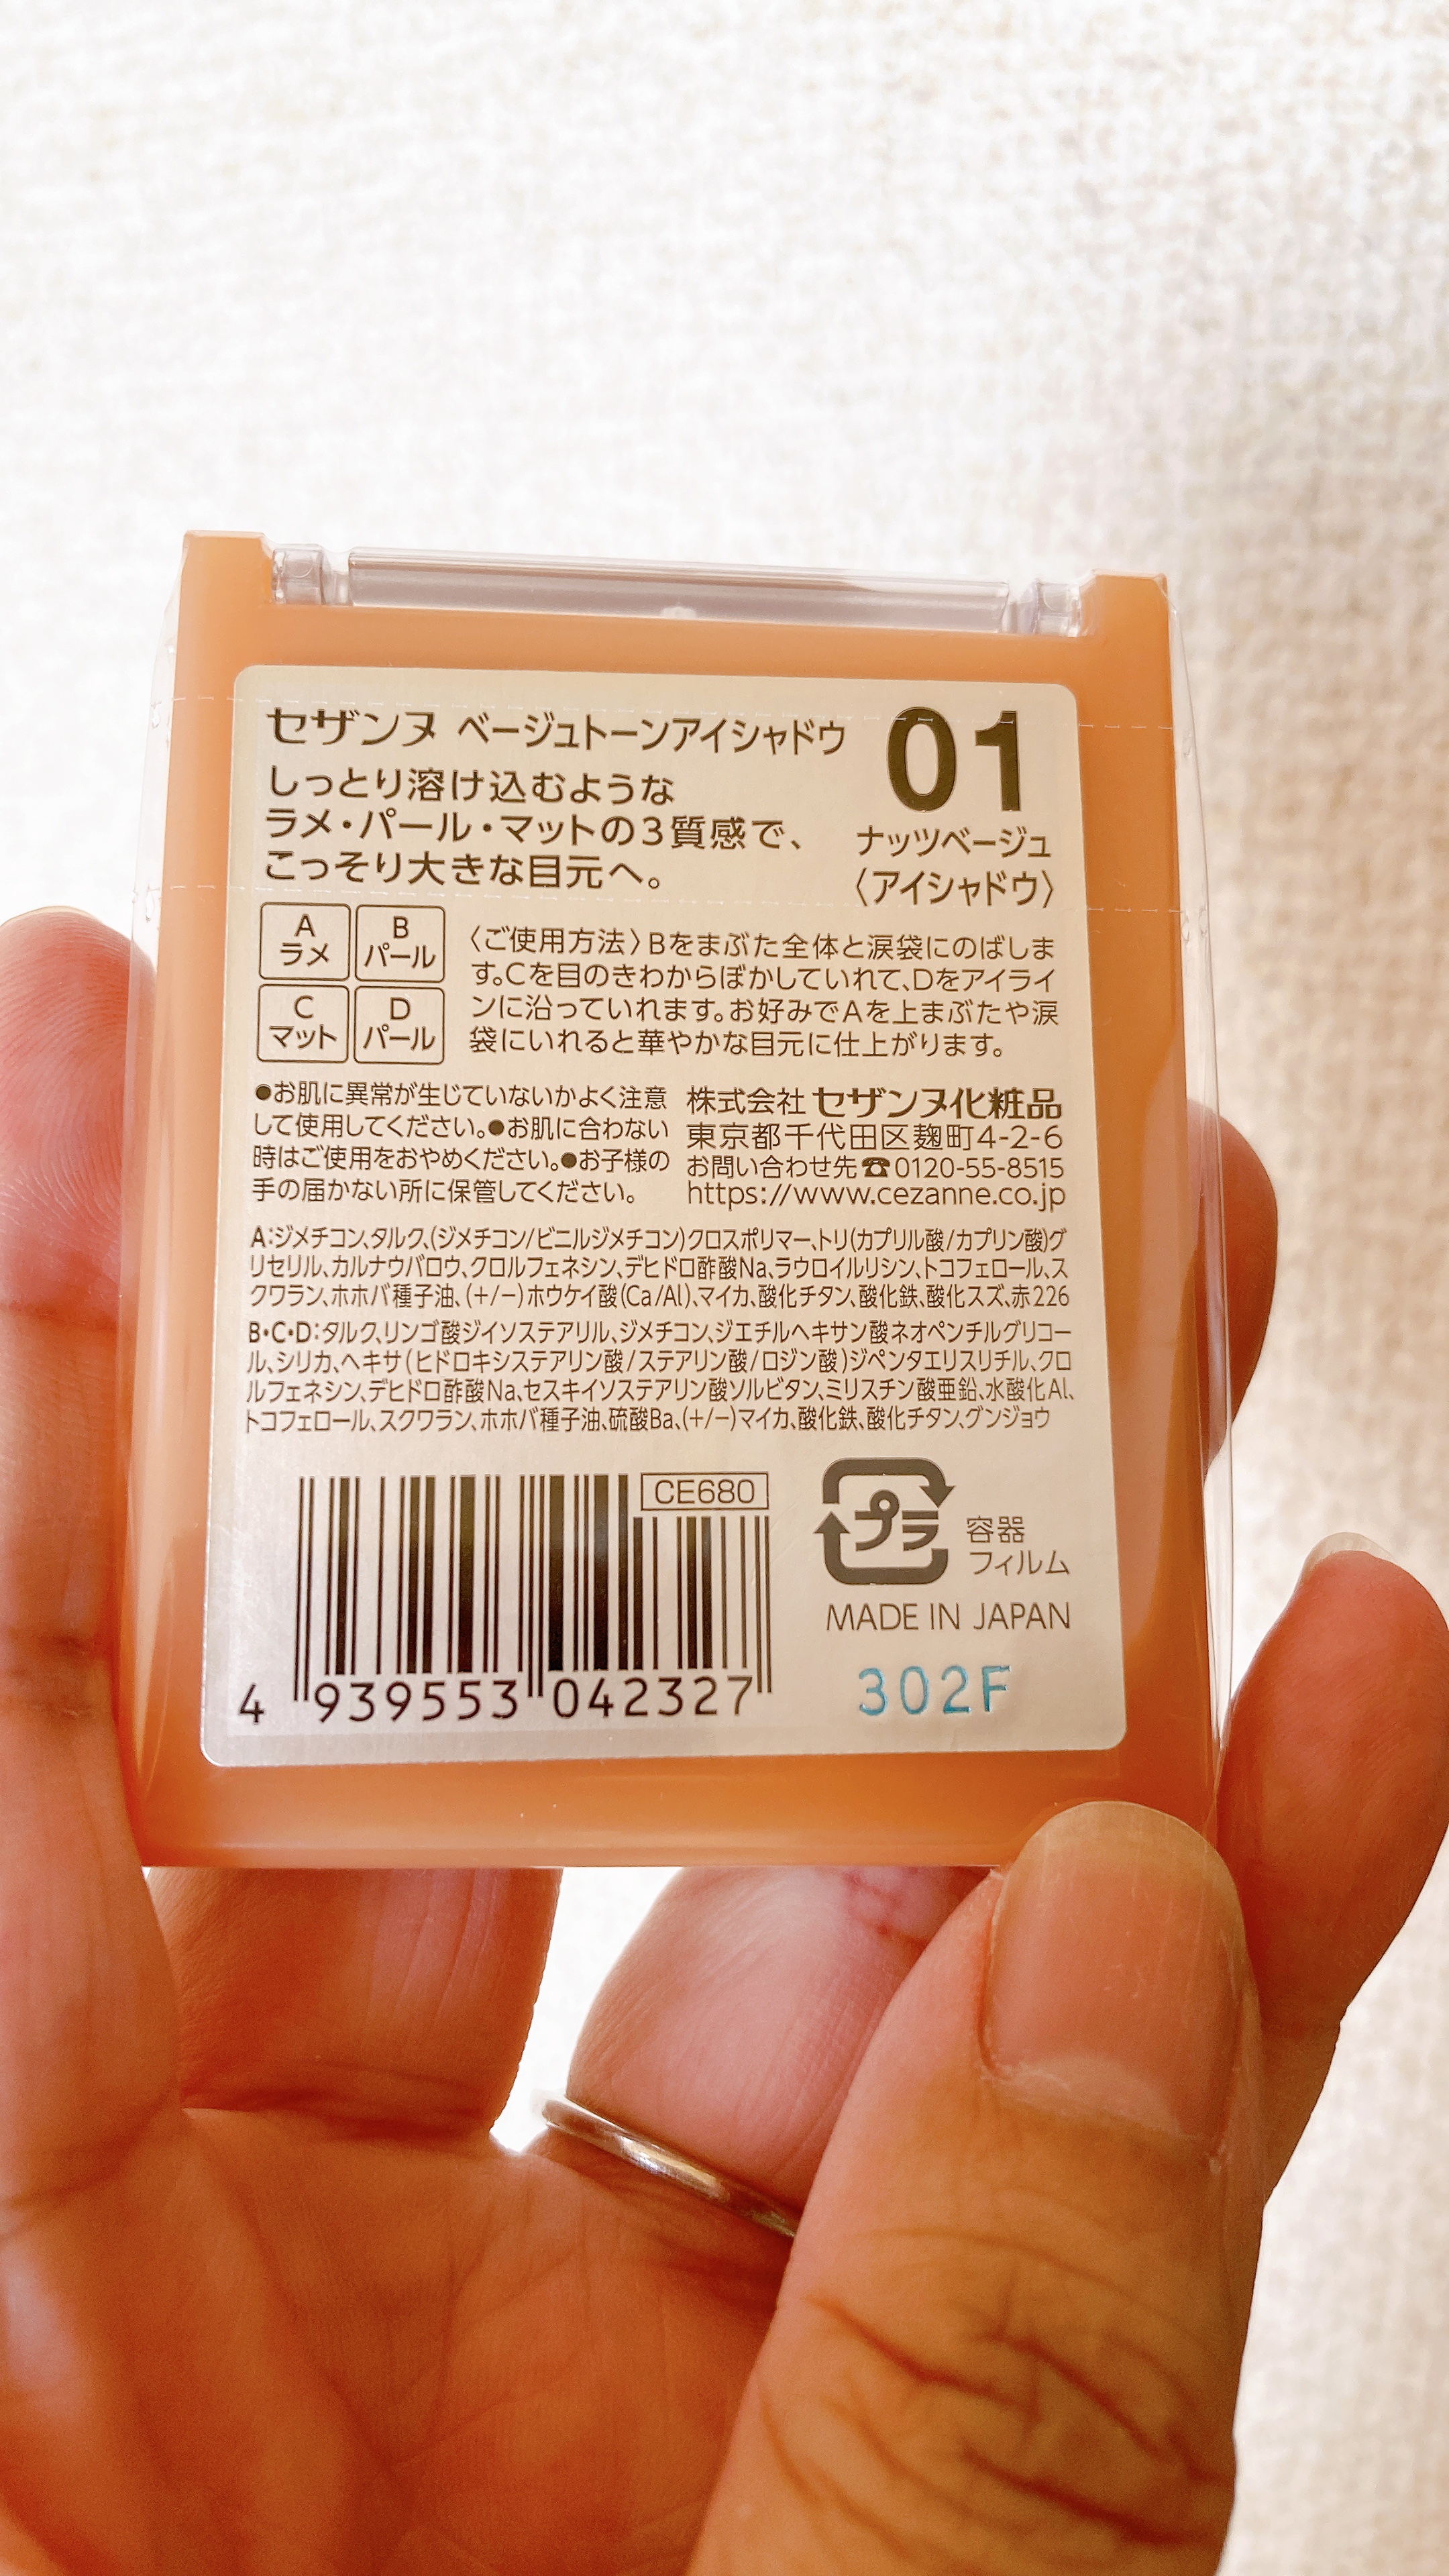 セザンヌ ベージュトーンアイシャドウ
しっとり溶け込むような
ラメ・パール・マットの3質感で、
こっそり大きな目元へ。
01
ナッツベージュ
〈アイシャドウ〉
A
ラメ
B
パール
C
マット
D
パール
〈ご使用方法〉Bをまぶた全体と涙袋にのばしま
す。Cを目のきわからぼかしていれて、Dをアイライ
ンに沿っていれます。お好みでAを上まぶたや涙
袋にいれると華やかな目元に仕上がります。
●お肌に異常が生じていないかよく注意
して使用してください。●お肌に合わない
時はご使用をおやめください。●お子様の
手の届かない所に保管してください。
株式会社 セザンヌ化粧品
東京都千代田区麹町4-2-6
お問い合わせ先☎0120-55-8515
https://www.cezanne.co.jp
A:ジメチコン、タルク、(ジメチコン/ビニルジメチコン)クロスポリマー、トリ(カプリル酸/カプリン酸)グ
リセリル、カルナウバロウ、クロルフェネシン、デヒドロ酢酸Na、ラウロイルリシン、トコフェロール、ス
クワラン、ホホバ種子油、(+/−)ホウケイ酸(Ca/Al)、マイカ、酸化チタン、酸化鉄、酸化スズ、赤226
B・C・D:タルク、リンゴ酸ジイソステアリル、ジメチコン、ジエチルヘキサン酸ネオペンチルグリコー
ル、シリカ、ヘキサ(ヒドロキシステアリン酸/ステアリン酸/ロジン酸)ジペンタエリスリチル、クロ
ルフェネシン、デヒドロ酢酸Na、セスキイソステアリン酸ソルビタン、ミリスチン酸亜鉛、水酸化Al、
トコフェロール、スクワラン、ホホバ種子油、硫酸Ba、(+/−)マイカ、酸化鉄、酸化チタン、グンジョウ
CE680
4 939553 042327
プラ
容器
フィルム
MADE IN JAPAN
302F